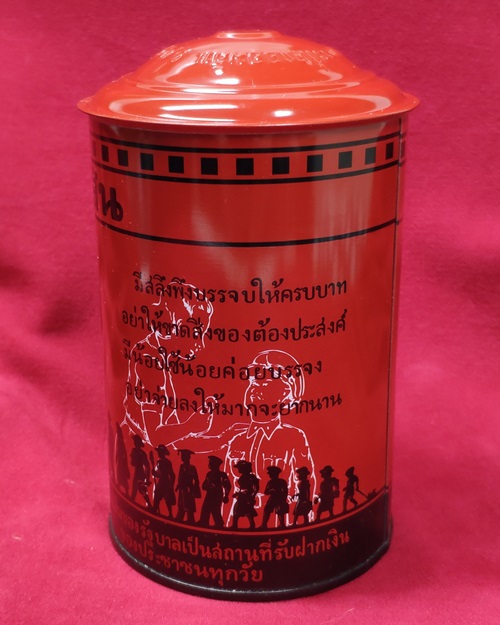 มีสลึงพึงบรรจบให้ครบบาท
อย่าให้ขาดสิ่งของต้องประสงค์
มีน้อยใช้น้อยค่อยบรรจง
อย่าจ่ายลงให้มากจะยากนาน
รัฐบาลเป็นสถานที่รับฝากเงิน
ประชาชนทุกวัย